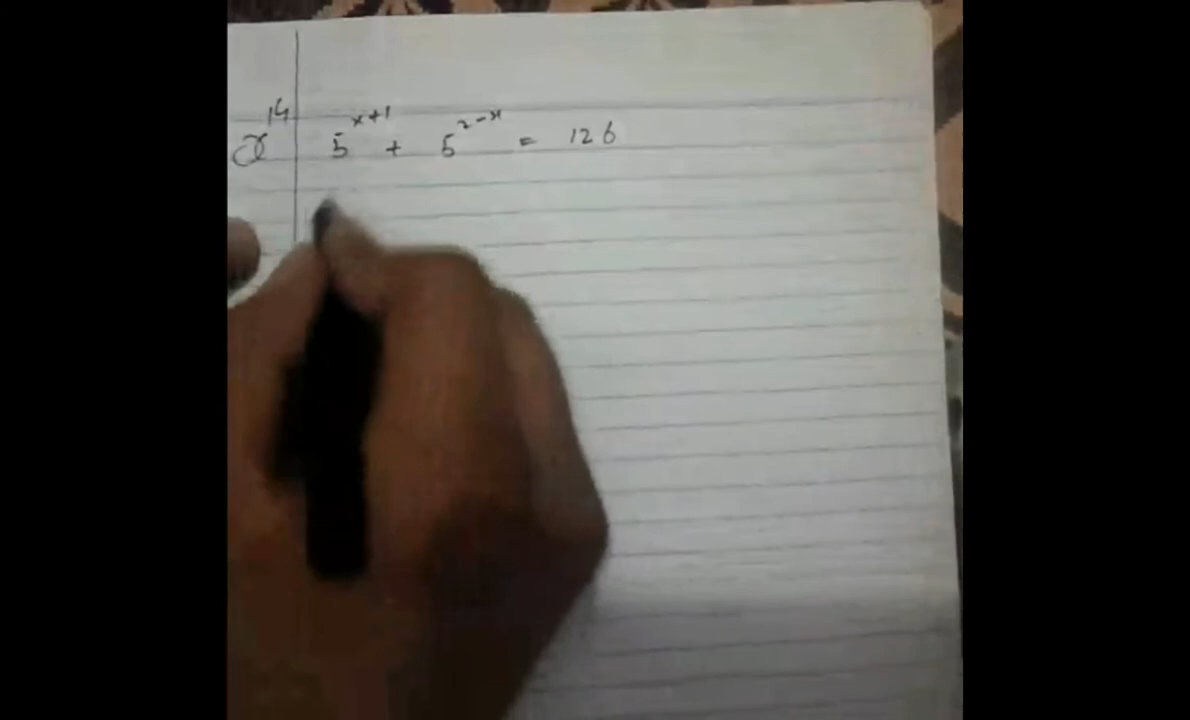 Q 14 5^{x+1} + 5^{2-x} = 126